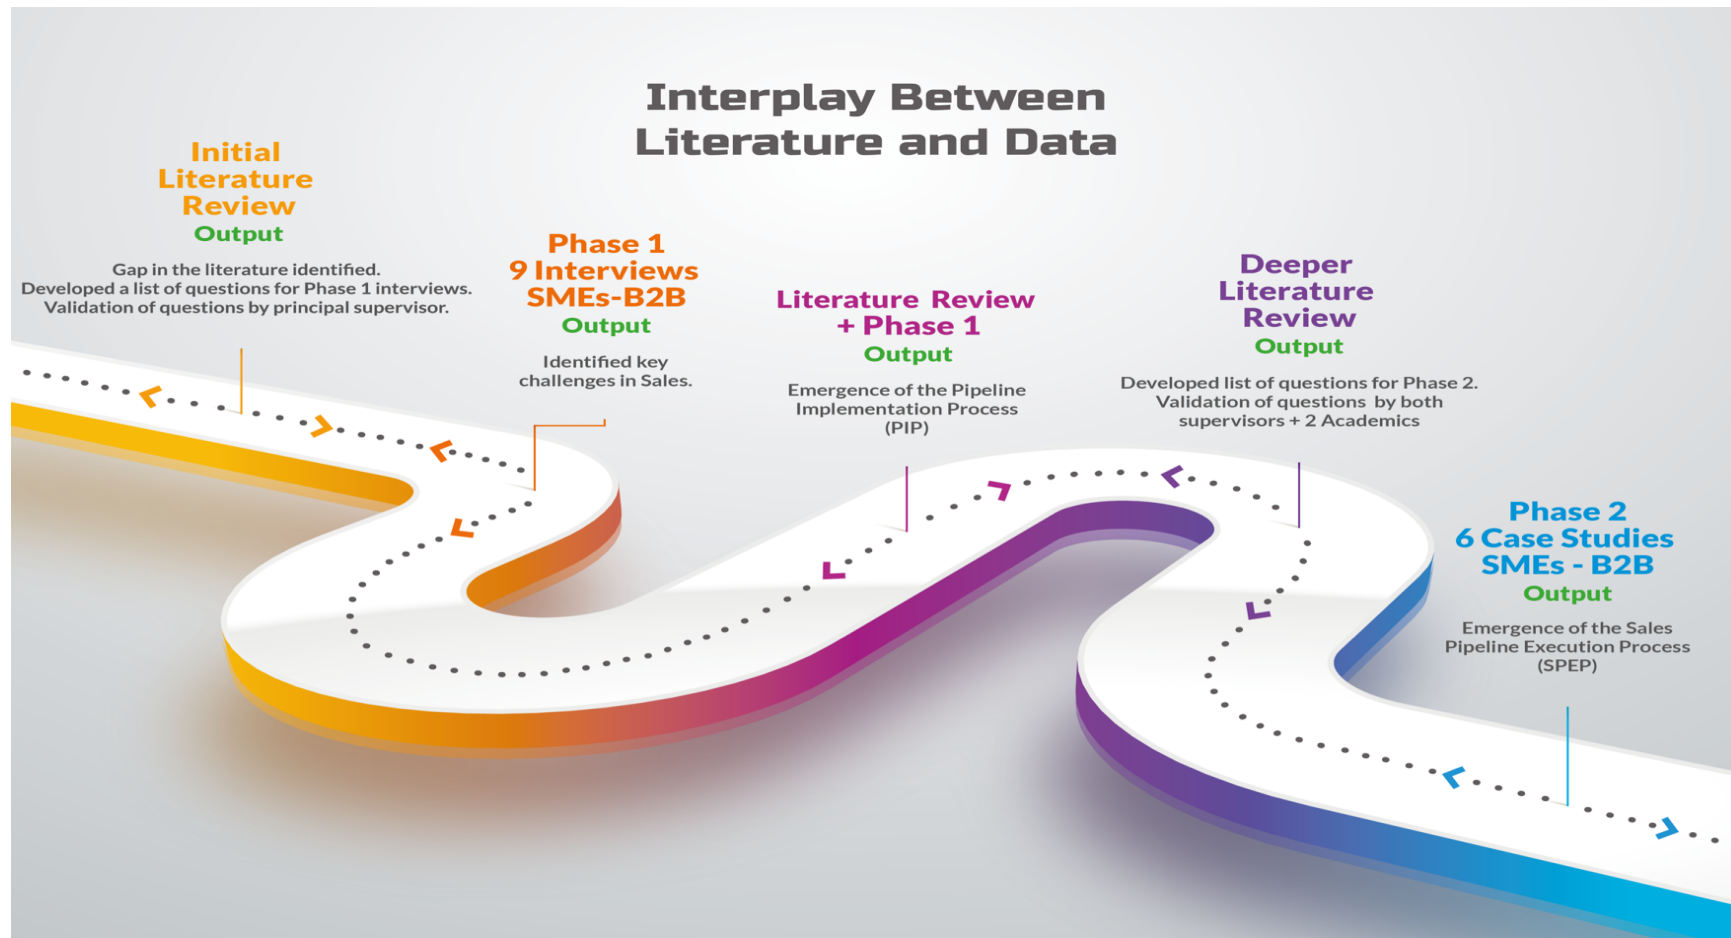 Interplay Between
Literature and Data
Initial
Literature
Review
Output
Gap in the literature identified.
Developed a list of questions for Phase 1 interviews.
Validation of questions by principal supervisor.
Phase 1
9 Interviews
SMEs-B2B
Output
Identified key
challenges in Sales.
Literature Review
+ Phase 1
Output
Emergence of the Pipeline
Implementation Process
(PIP)
Deeper
Literature
Review
Output
Developed list of questions for Phase 2.
Validation of questions by both
supervisors + 2 Academics
Phase 2
6 Case Studies
SMEs - B2B
Output
Emergence of the Sales
Pipeline Execution Process
(SPEP)